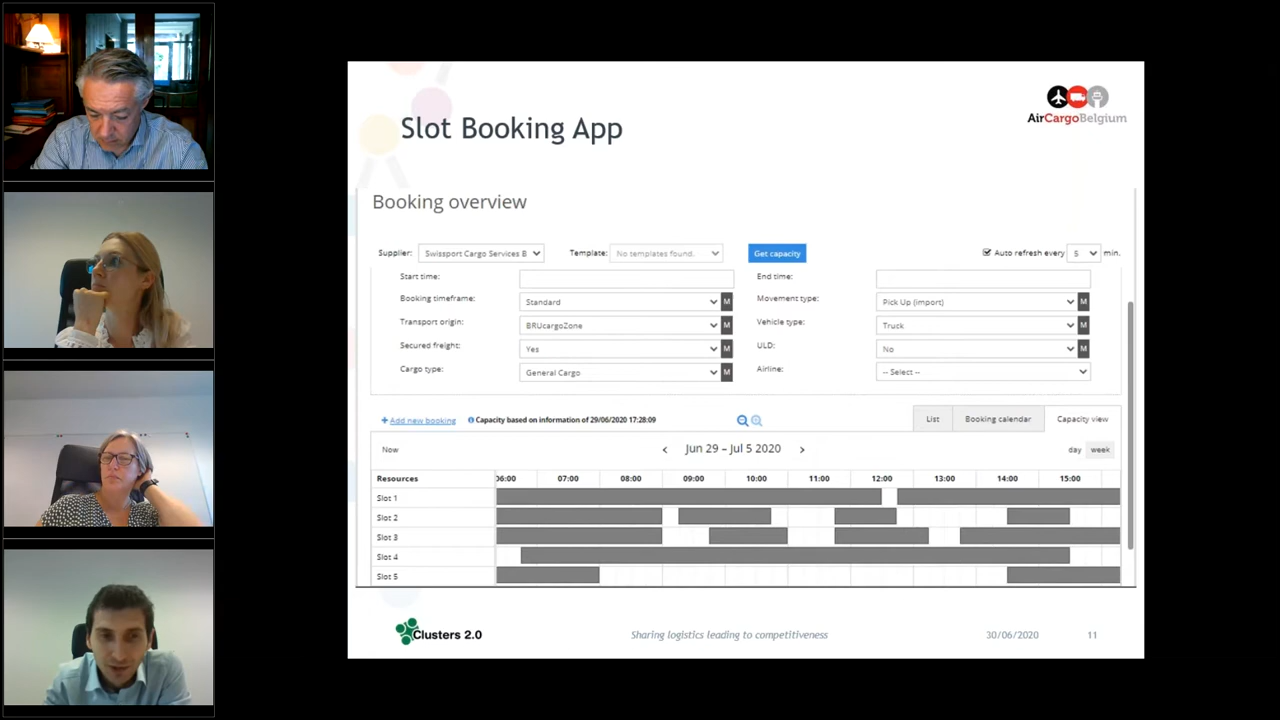 AirCargoBelgium
Slot Booking App
Booking overview
Supplier: Swissport Cargo Services B Template: No templates found. Get capacity Auto refresh every 5 min.
Start time: End time:
Booking timeframe: Standard M Movement type: Pick Up (import) M
Transport origin: BRUcargoZone M Vehicle type: Truck M
Secured freight: Yes M ULD: No M
Cargo type: General Cargo M Airline: -- Select --
+ Add new booking Capacity based on information of 29/06/2020 17:28:09 List Booking calendar Capacity view
Now < Jun 29 – Jul 5 2020 > day week
Resources 06:00 07:00 08:00 09:00 10:00 11:00 12:00 13:00 14:00 15:00
Slot 1
Slot 2
Slot 3
Slot 4
Slot 5
Clusters 2.0 Sharing logistics leading to competitiveness 30/06/2020 11